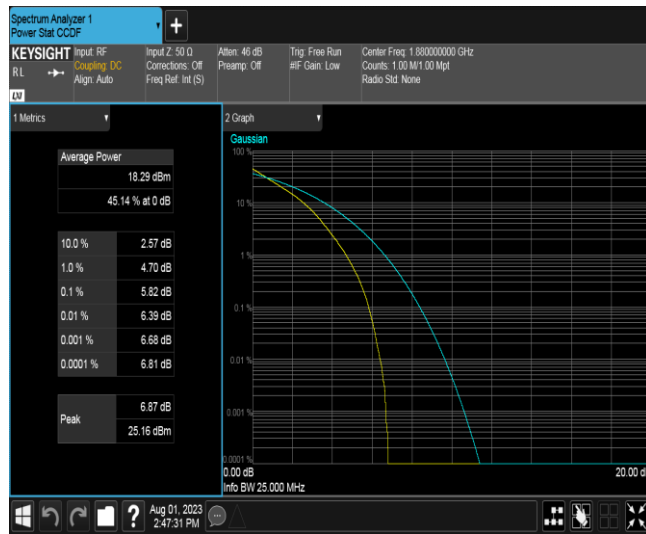 Spectrum Analyzer 1
Power Stat CCDF
+
KEYSIGHT
RL
LXI
Input: RF
Coupling: DC
Align: Auto
Input Z: 50 Ω
Corrections: Off
Freq Ref: Int (S)
Atten: 46 dB
Preamp: Off
Trig: Free Run
#IF Gain: Low
Center Freq: 1.880000000 GHz
Counts: 1.00 M/1.00 Mpt
Radio Std: None
1 Metrics
Average Power
18.29 dBm
45.14 % at 0 dB
10.0 % 2.57 dB
1.0 % 4.70 dB
0.1 % 5.82 dB
0.01 % 6.39 dB
0.001 % 6.68 dB
0.0001 % 6.81 dB
Peak
6.87 dB
25.16 dBm
2 Graph
Gaussian
100 %
10 %
1 %
0.1 %
0.01 %
0.001 %
0.0001 %
0.00 dB
20.00 d
Info BW 25.000 MHz
?
Aug 01, 2023
2:47:31 PM